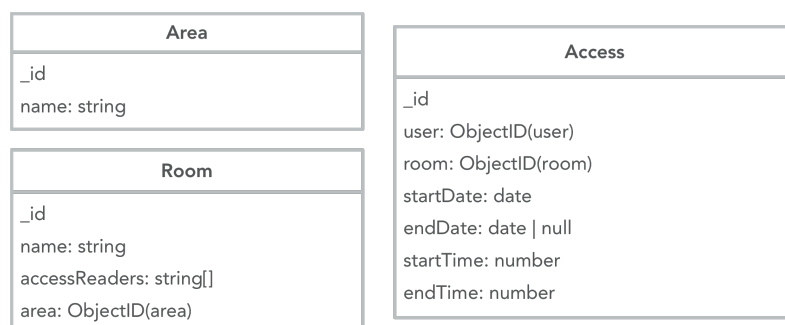 Area
_id
name: string
Room
_id
name: string
accessReaders: string[]
area: ObjectID(area)
Access
_id
user: ObjectID(user)
room: ObjectID(room)
startDate: date
endDate: date | null
startTime: number
endTime: number